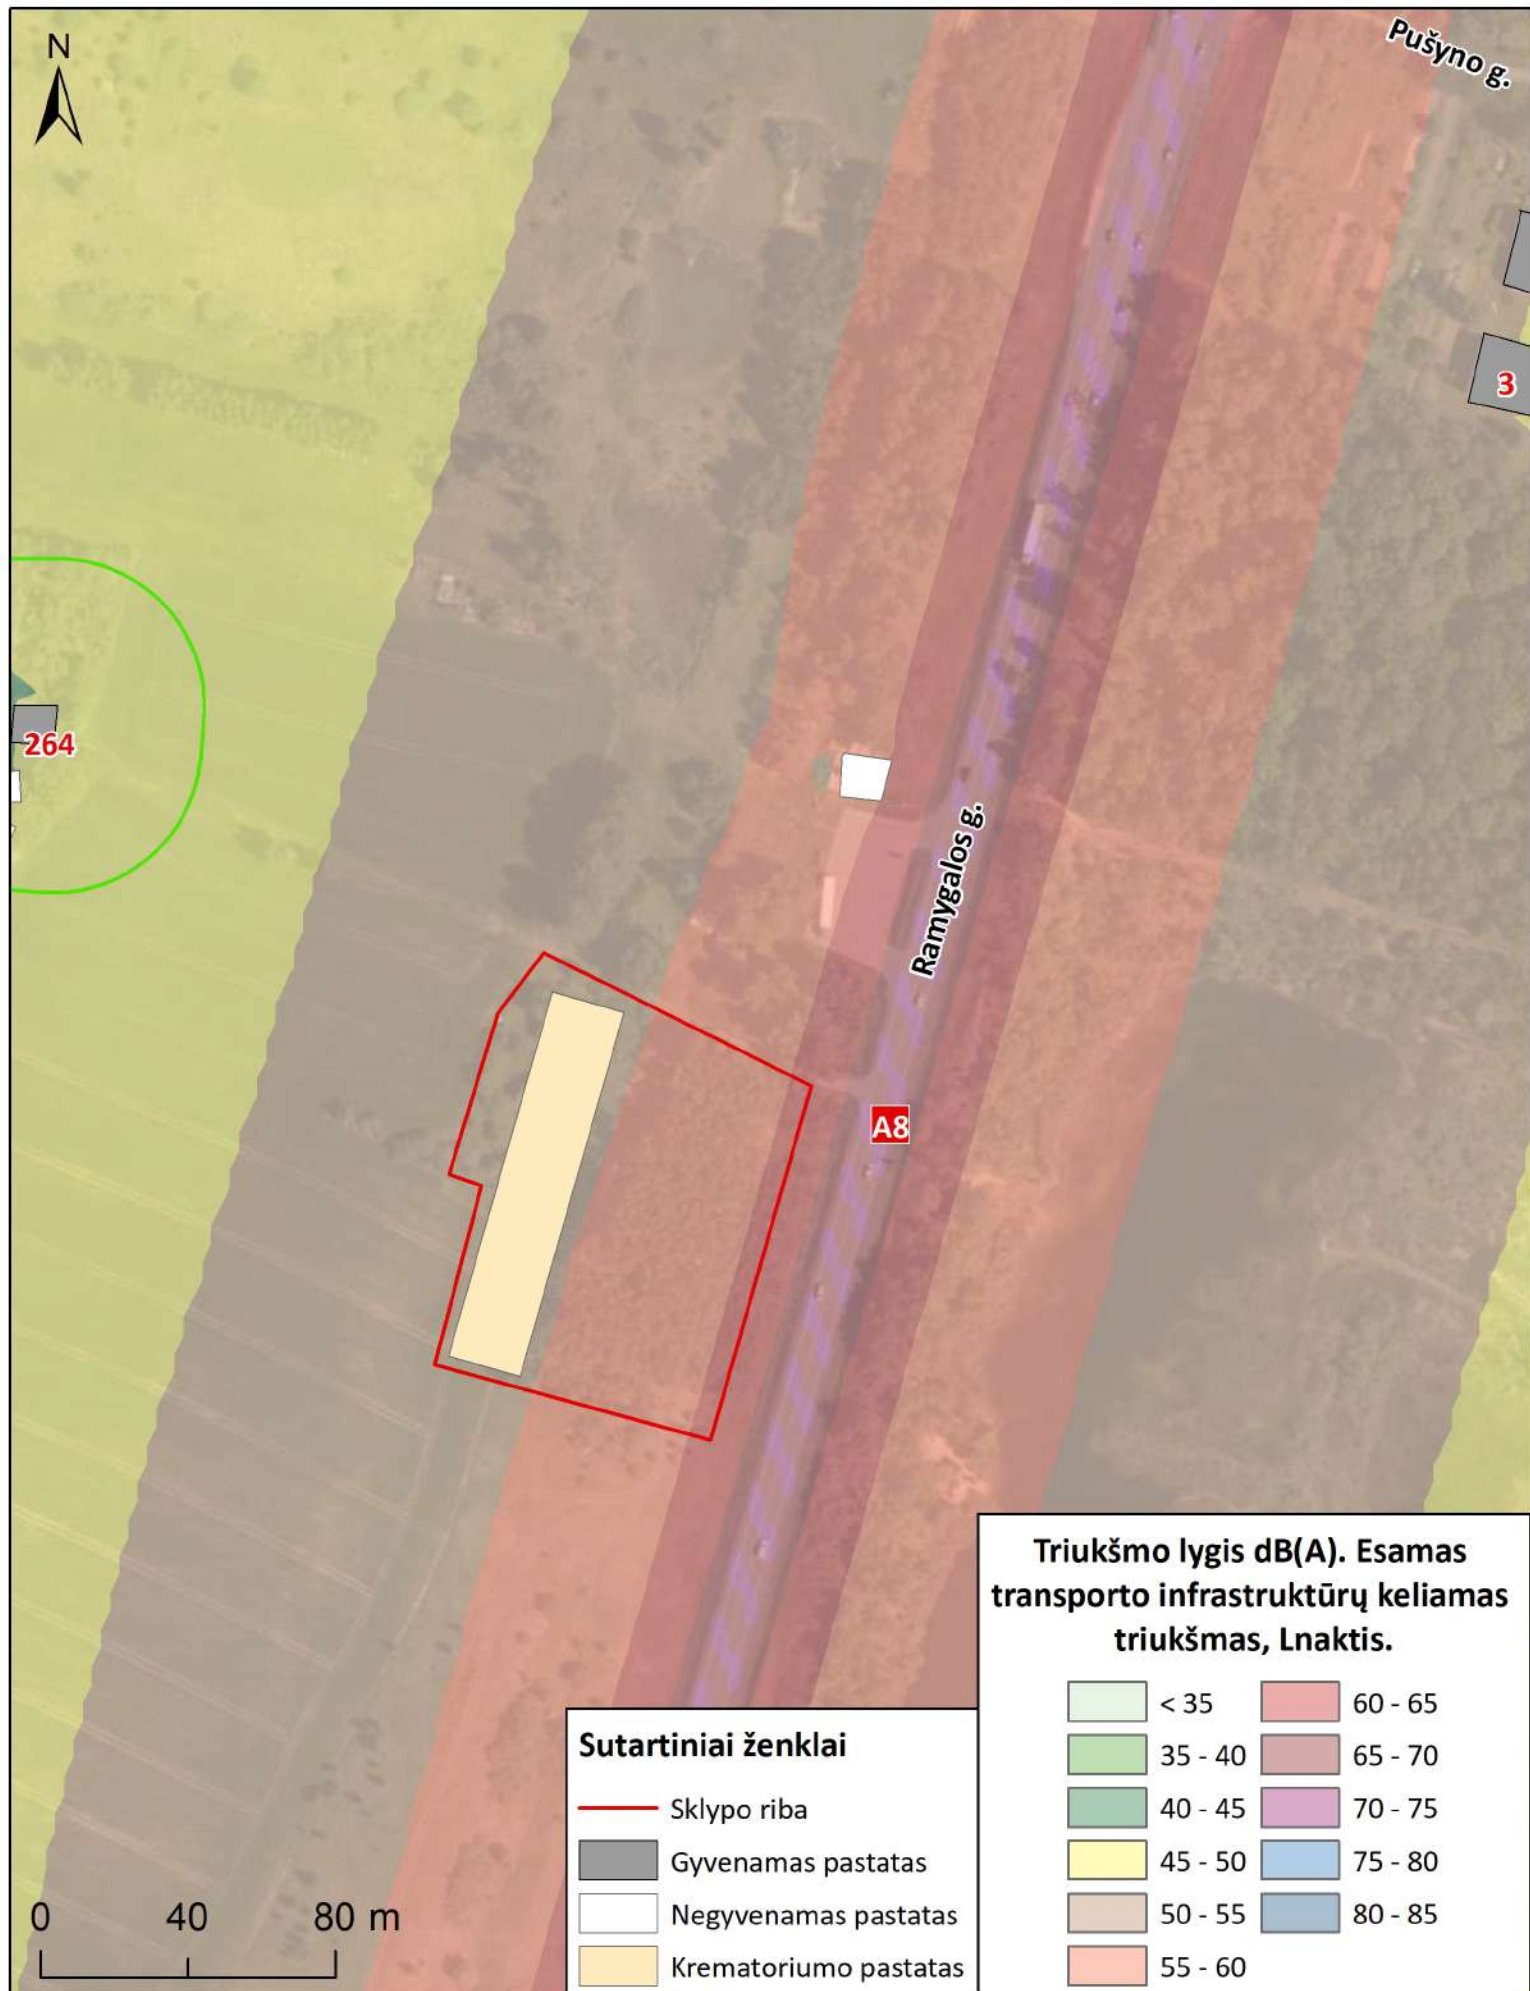 N
Pušyno g.
3
264
Ramygalos g.
A8
Triukšmo lygis dB(A). Esamas
transporto infrastruktūrų keliamas
triukšmas, Lnaktis.
< 35
60 - 65
35 - 40
65 - 70
40 - 45
70 - 75
45 - 50
75 - 80
50 - 55
80 - 85
55 - 60
Sutartiniai ženklai
Sklypo riba
Gyvenamas pastatas
Negyvenamas pastatas
Krematoriumo pastatas
0 40 80 m